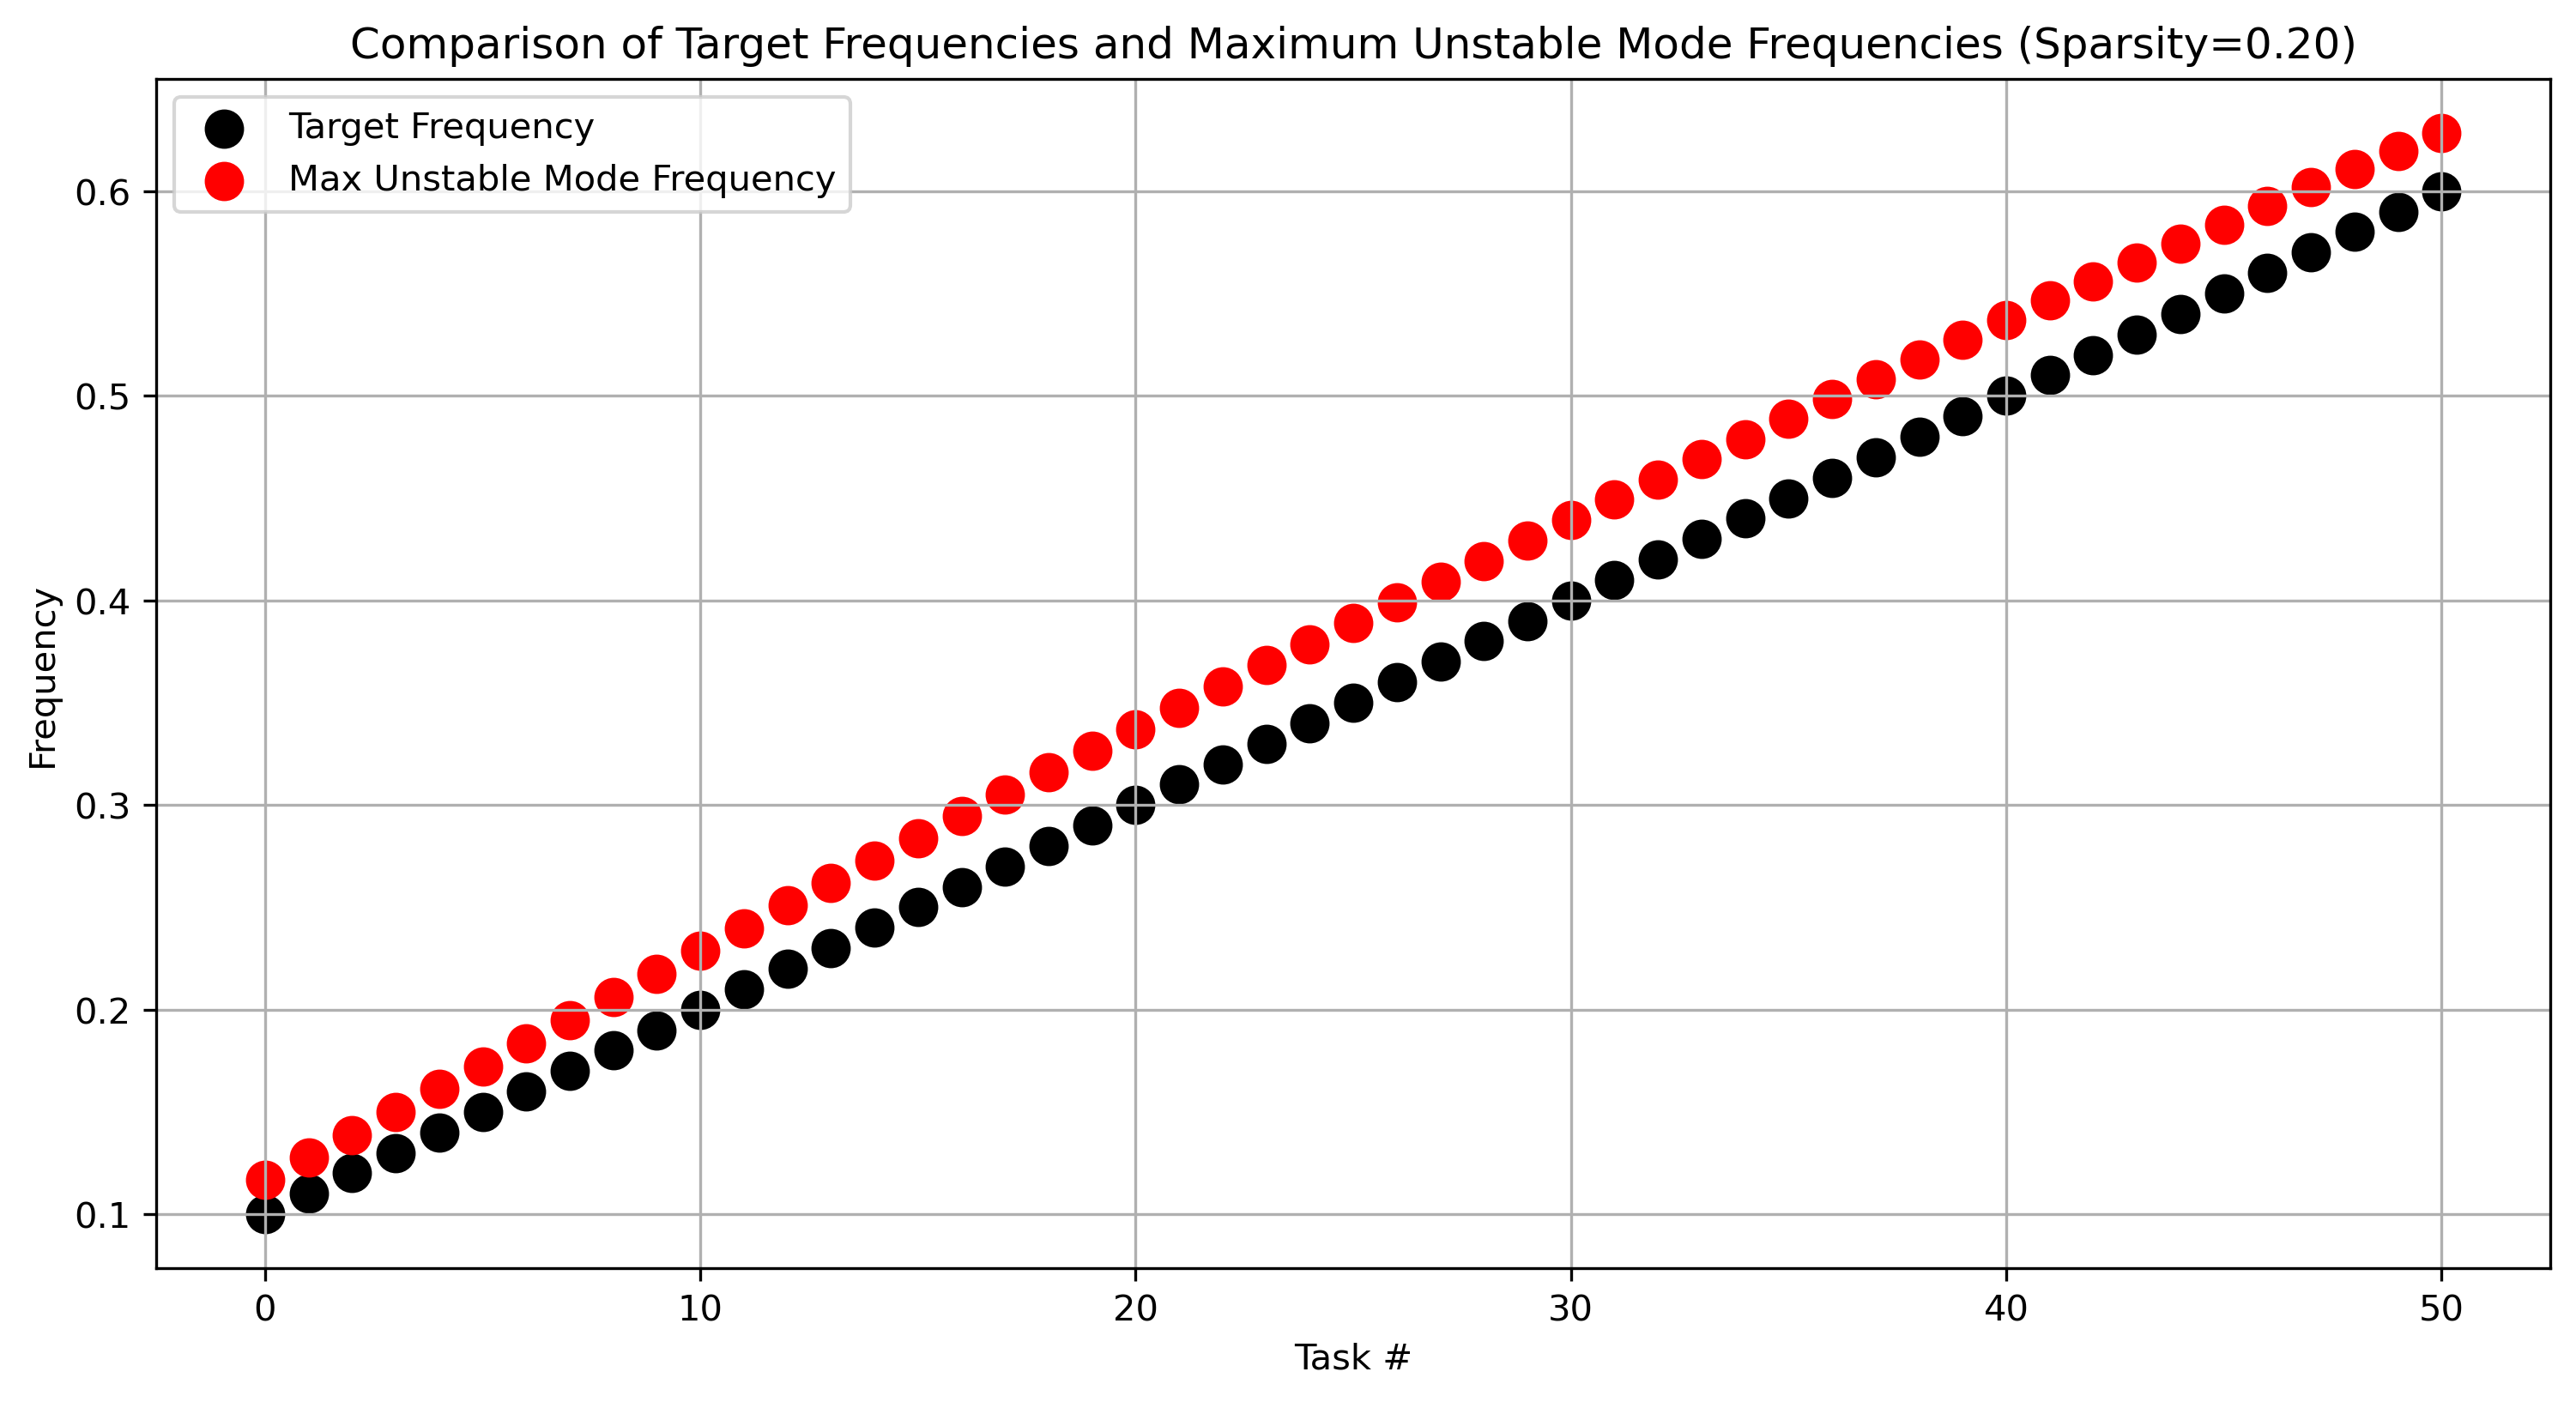 Comparison of Target Frequencies and Maximum Unstable Mode Frequencies (Sparsity=0.20)
Target Frequency
Max Unstable Mode Frequency
Frequency
0.6
0.5
0.4
0.3
0.2
0.1
0 10 20 30 40 50
Task #